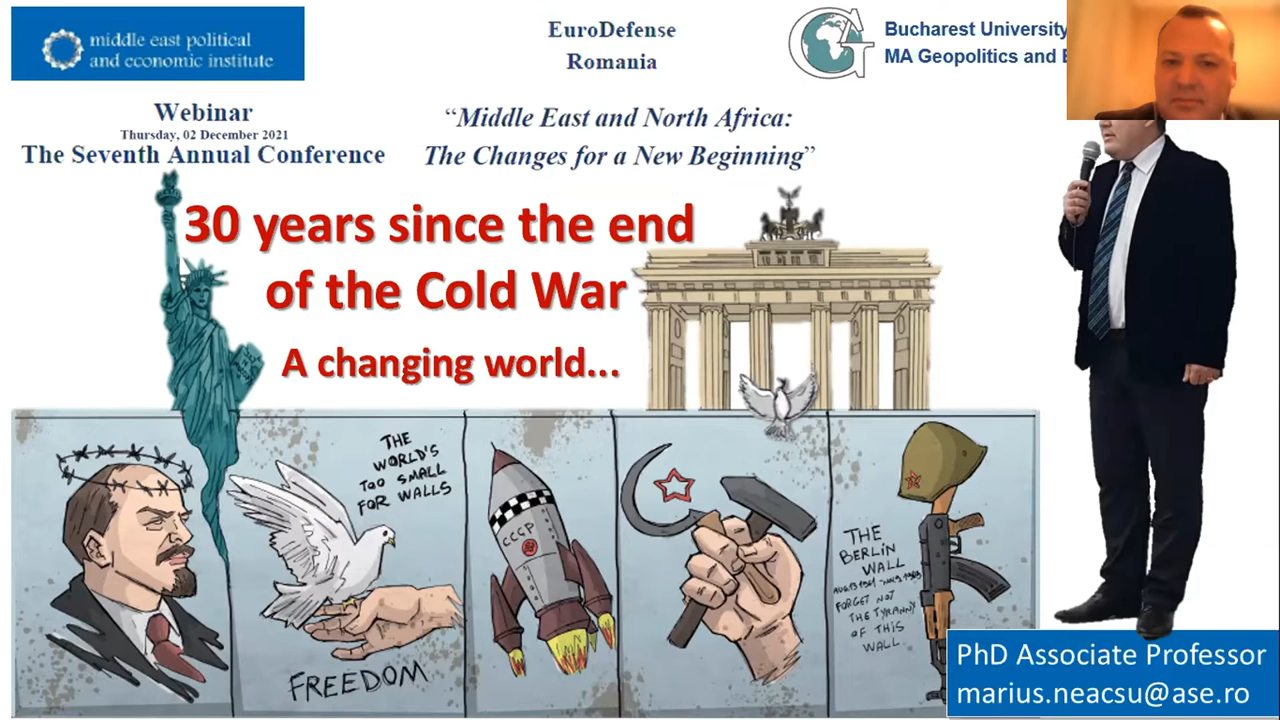 middle east political
and economic institute
EuroDefense
Romania
Bucharest University
MA Geopolitics and
Webinar
Thursday, 02 December 2021
The Seventh Annual Conference
“Middle East and North Africa:
The Changes for a New Beginning”
30 years since the end
of the Cold War
A changing world...
THE
WORLD'S
TOO SMALL
FOR WALLS
FREEDOM
CCCP
THE
BERLIN
WALL
FORGET NOT
THE TYRANNY
OF THIS
WALL
PhD Associate Professor
marius.neacsu@ase.ro